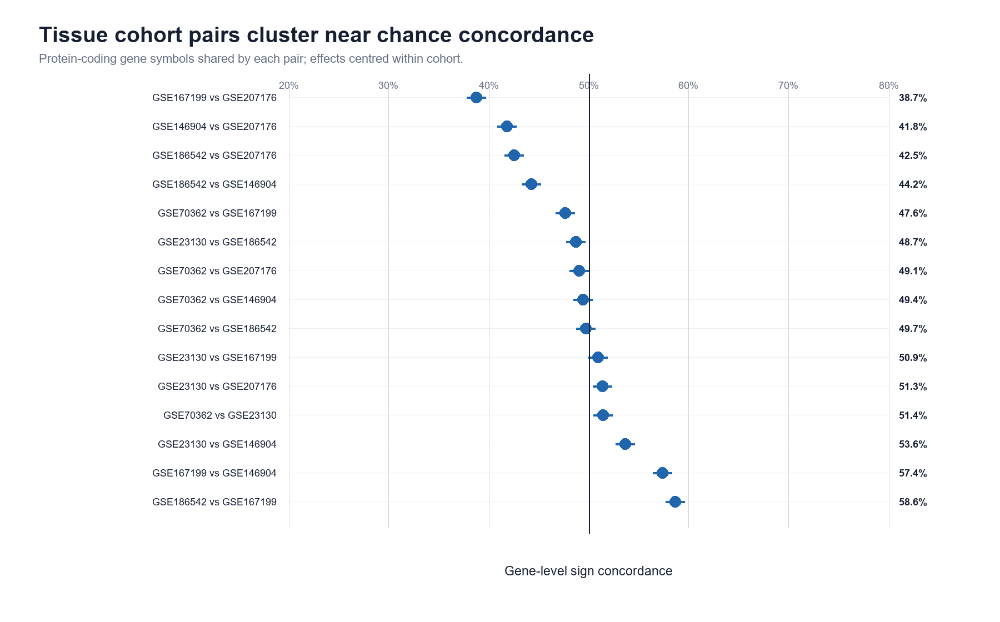 Tissue cohort pairs cluster near chance concordance
Protein-coding gene symbols shared by each pair; effects centred within cohort.
20% 30% 40% 50% 60% 70% 80%
GSE167199 vs GSE207176 38.7%
GSE146904 vs GSE207176 41.8%
GSE186542 vs GSE207176 42.5%
GSE186542 vs GSE146904 44.2%
GSE70362 vs GSE167199 47.6%
GSE23130 vs GSE186542 48.7%
GSE70362 vs GSE207176 49.1%
GSE70362 vs GSE146904 49.4%
GSE70362 vs GSE186542 49.7%
GSE23130 vs GSE167199 50.9%
GSE23130 vs GSE207176 51.3%
GSE70362 vs GSE23130 51.4%
GSE23130 vs GSE146904 53.6%
GSE167199 vs GSE146904 57.4%
GSE186542 vs GSE167199 58.6%
Gene-level sign concordance